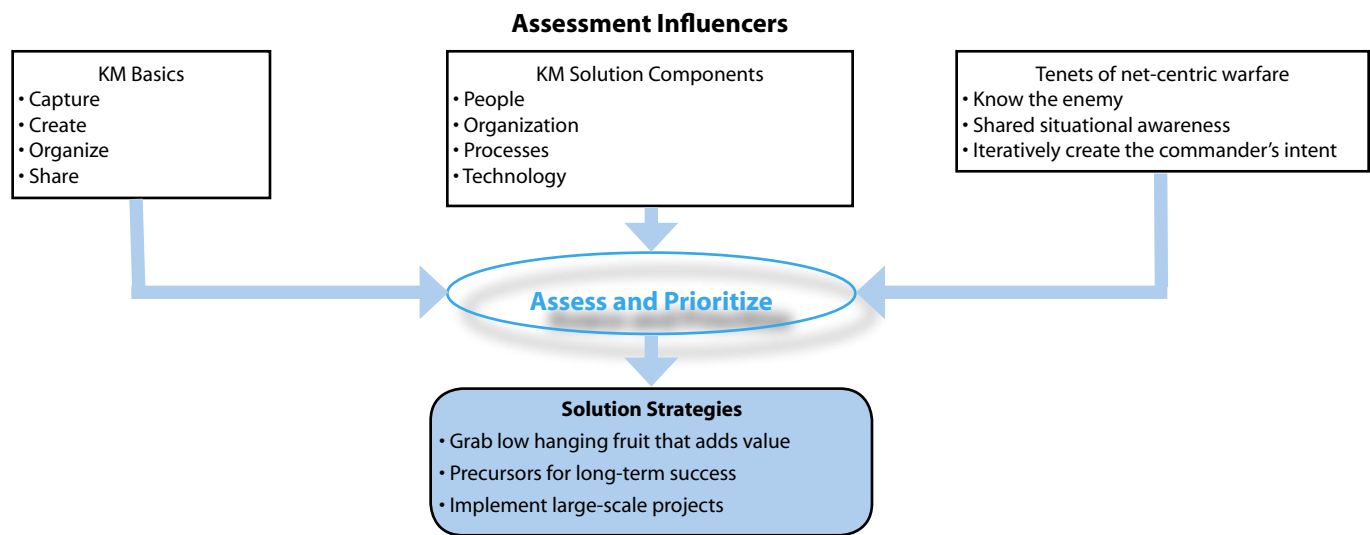 Assessment Influencers
KM Basics
• Capture
• Create
• Organize
• Share
KM Solution Components
• People
• Organization
• Processes
• Technology
Tenets of net-centric warfare
• Know the enemy
• Shared situational awareness
• Iteratively create the commander’s intent
Assess and Prioritize
Solution Strategies
• Grab low hanging fruit that adds value
• Precursors for long-term success
• Implement large-scale projects